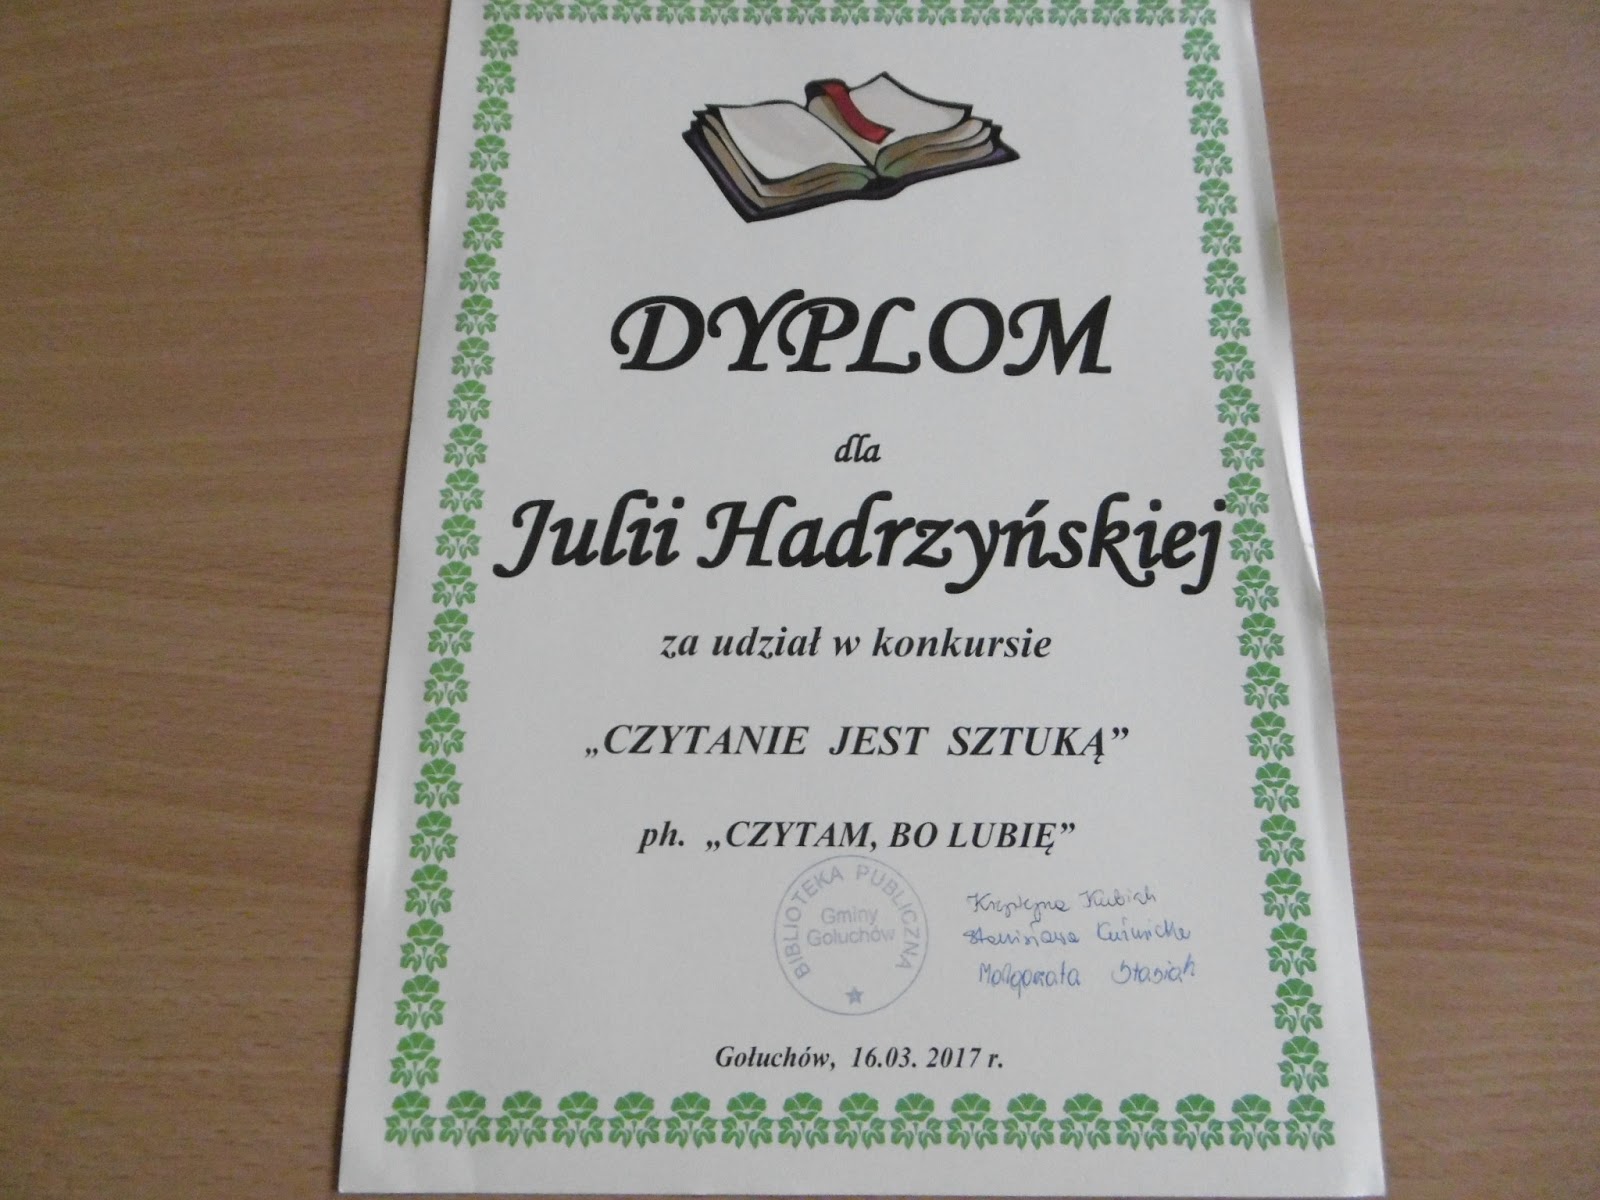 DYPLOM
dla
Julii Hadrzyńskiej
za udział w konkursie
„CZYTANIE JEST SZTUKĄ”
ph. „CZYTAM, BO LUBIĘ”
BIBLIOTEKA PUBLICZNA
Gminy
Gołuchów
Krystyna Kubiak
Stanisława
Małgorzata Stasiak
Gołuchów, 16.03. 2017 r.